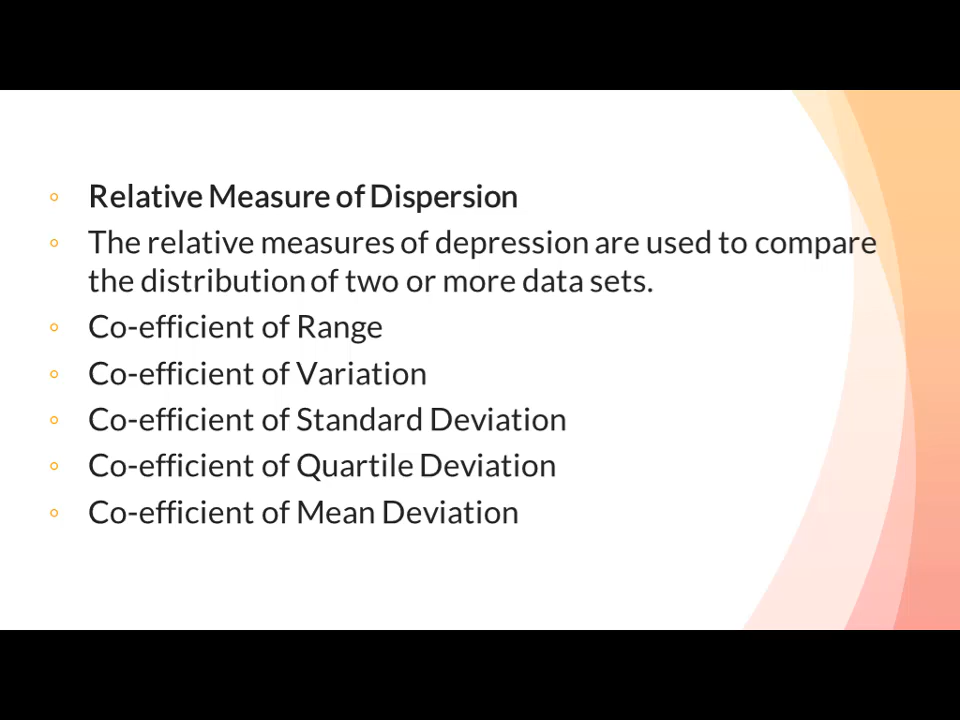 Relative Measure of Dispersion
The relative measures of depression are used to compare
the distribution of two or more data sets.
Co-efficient of Range
Co-efficient of Variation
Co-efficient of Standard Deviation
Co-efficient of Quartile Deviation
Co-efficient of Mean Deviation